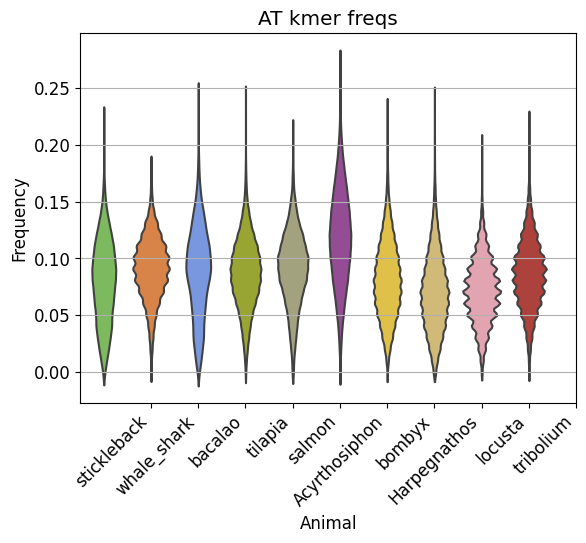 AT kmer freqs
Frequency
0.25
0.20
0.15
0.10
0.05
0.00
stickleback
whale_shark
bacalao
tilapia
salmon
Acyrthosiphon
bombyx
Harpegnathos
locusta
tribolium
Animal